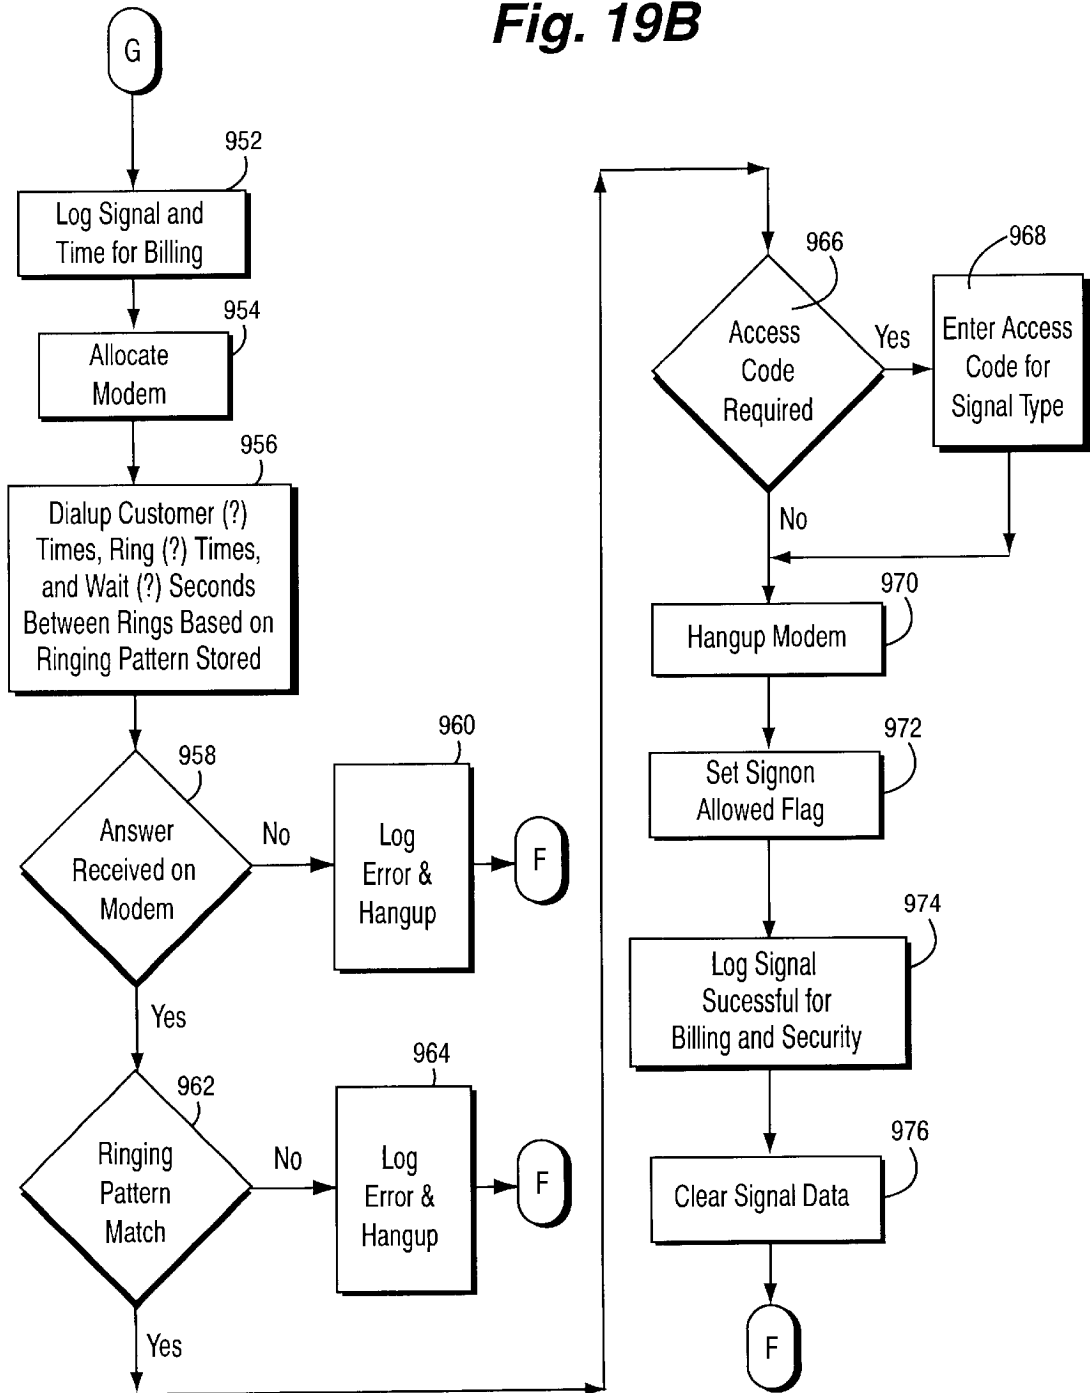 Fig. 19B
G
952
Log Signal and
Time for Billing
954
Allocate
Modem
956
Dialup Customer (?)
Times, Ring (?) Times,
and Wait (?) Seconds
Between Rings Based on
Ringing Pattern Stored
958
Answer
Received on
Modem
No
960
Log
Error &
Hangup
F
Yes
962
Ringing
Pattern
Match
No
964
Log
Error &
Hangup
F
Yes
966
Access
Code
Required
Yes
968
Enter Access
Code for
Signal Type
No
970
Hangup Modem
972
Set Signon
Allowed Flag
974
Log Signal
Sucessful for
Billing and Security
976
Clear Signal Data
F